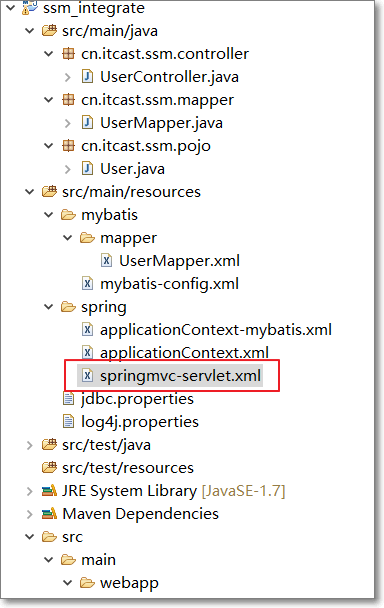 ssm_integrate
src/main/java
cn.itcast.ssm.controller
UserController.java
cn.itcast.ssm.mapper
UserMapper.java
cn.itcast.ssm.pojo
User.java
src/main/resources
mybatis
mapper
UserMapper.xml
mybatis-config.xml
spring
applicationContext-mybatis.xml
applicationContext.xml
springmvc-servlet.xml
jdbc.properties
log4j.properties
src/test/java
src/test/resources
JRE System Library [JavaSE-1.7]
Maven Dependencies
src
main
webapp